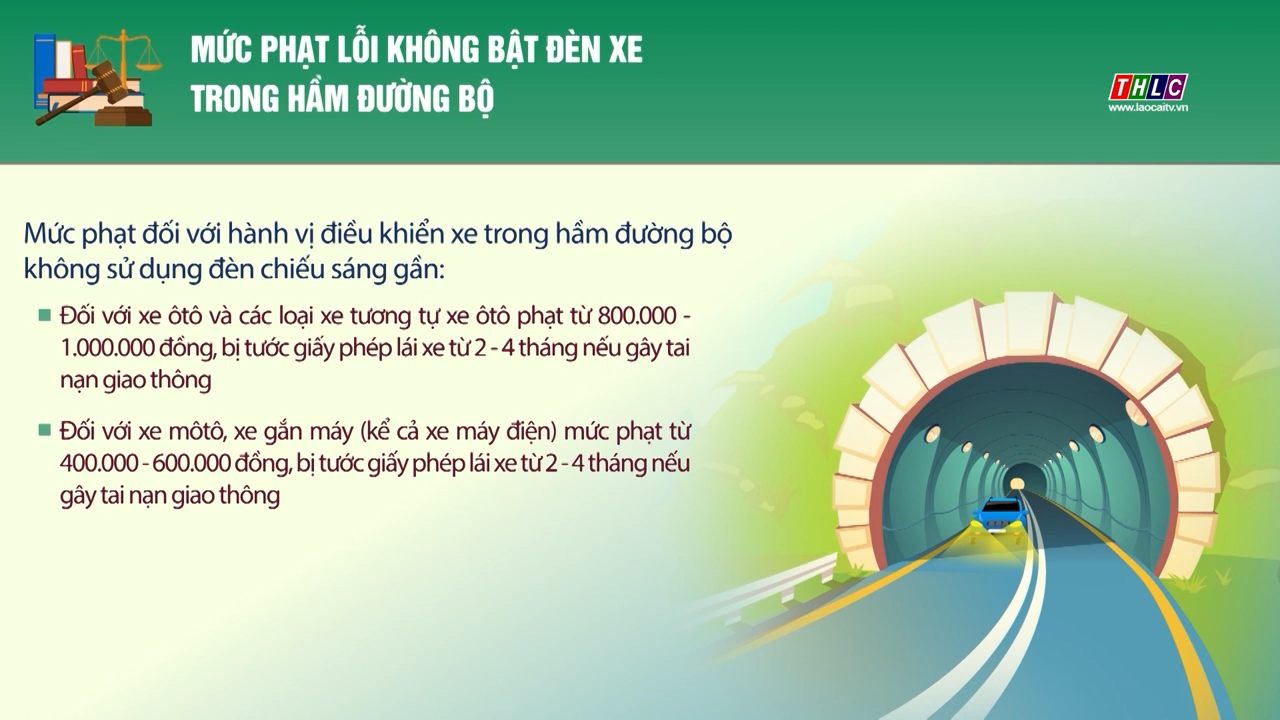 MỨC PHẠT LỖI KHÔNG BẬT ĐÈN XE
TRONG HẦM ĐƯỜNG BỘ
THLC
www.laocaitv.vn
Mức phạt đối với hành vị điều khiển xe trong hầm đường bộ
không sử dụng đèn chiếu sáng gần:
Đối với xe ôtô và các loại xe tương tự xe ôtô phạt từ 800.000 -
1.000.000 đồng, bị tước giấy phép lái xe từ 2 - 4 tháng nếu gây tai
nạn giao thông
Đối với xe môtô, xe gắn máy (kể cả xe máy điện) mức phạt từ
400.000 - 600.000 đồng, bị tước giấy phép lái xe từ 2 - 4 tháng nếu
gây tai nạn giao thông